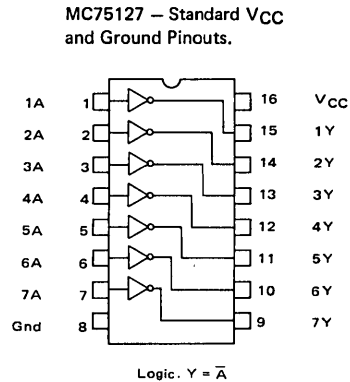 MC75127 – Standard VCC
and Ground Pinouts.
1A 1 16 VCC
2A 2 15 1Y
3A 3 14 2Y
4A 4 13 3Y
5A 5 12 4Y
6A 6 11 5Y
7A 7 10 6Y
Gnd 8 9 7Y
Logic. Y = A̅